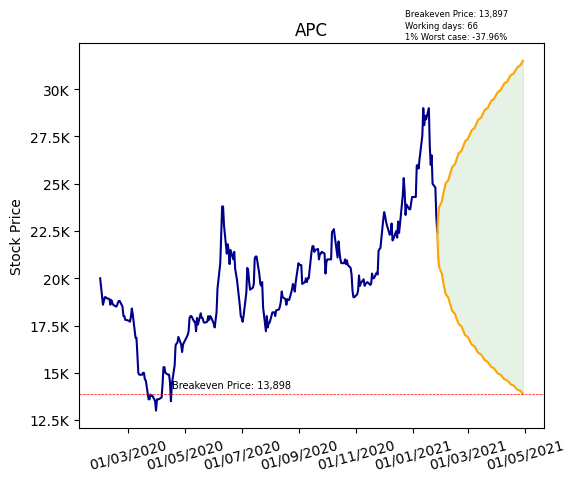 Breakeven Price: 13,897
Working days: 66
1% Worst case: -37.96%
APC
Stock Price
30K
27.5K
25K
22.5K
20K
17.5K
15K
12.5K
Breakeven Price: 13,898
01/03/2020
01/05/2020
01/07/2020
01/09/2020
01/11/2020
01/01/2021
01/03/2021
01/05/2021